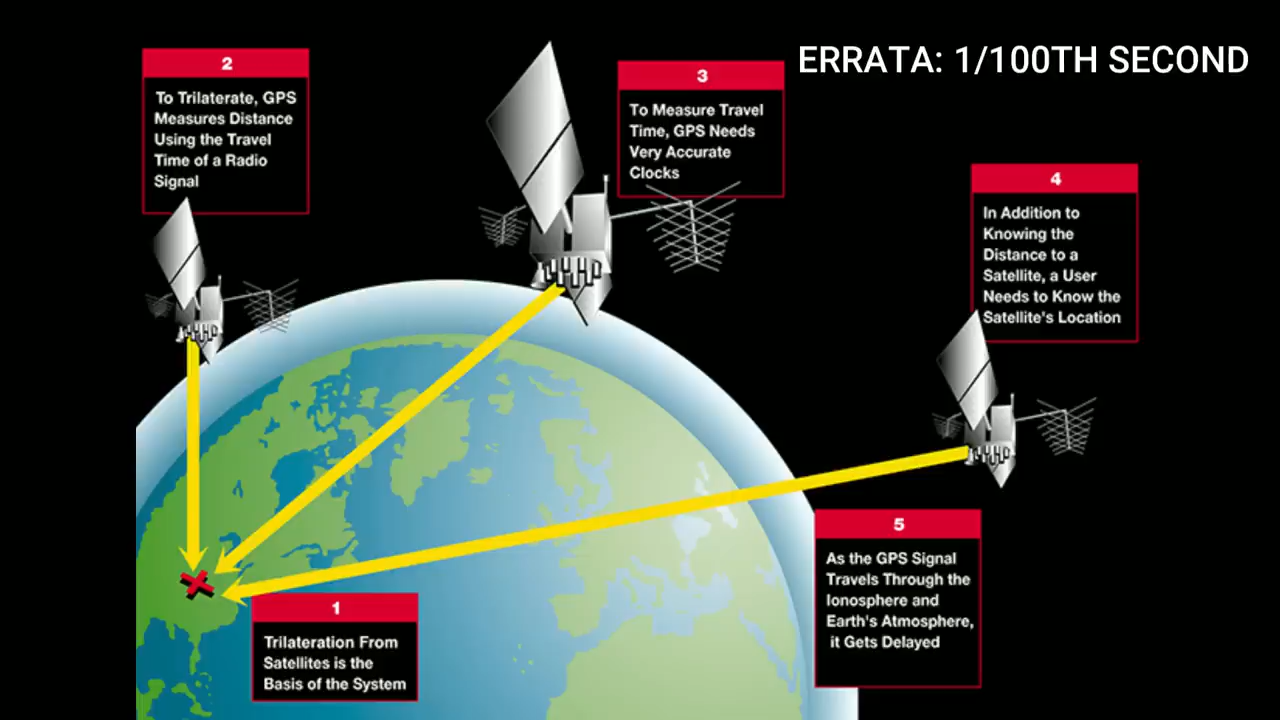 ERRATA: 1/100TH SECOND
2
To Trilaterate, GPS
Measures Distance
Using the Travel
Time of a Radio
Signal
3
To Measure Travel
Time, GPS Needs
Very Accurate
Clocks
4
In Addition to
Knowing the
Distance to a
Satellite, a User
Needs to Know the
Satellite's Location
5
As the GPS Signal
Travels Through the
Ionosphere and
Earth's Atmosphere,
it Gets Delayed
1
Trilateration From
Satellites is the
Basis of the System